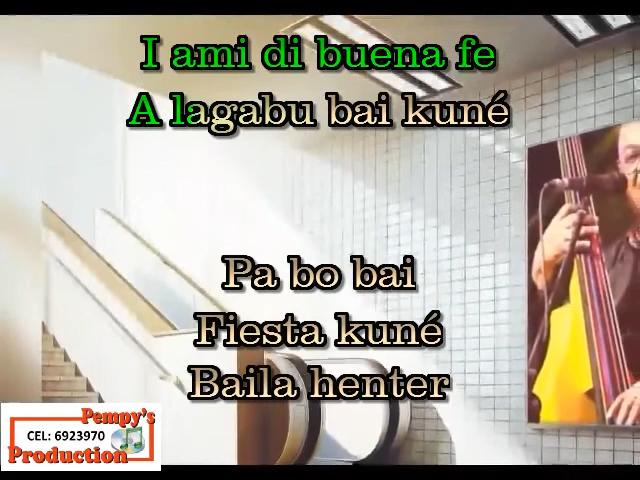 I ami di buena fe
A lagabu bai kuné
Pa bo bai
Fiesta kuné
Baila henter
Pempy's
CEL: 6923970
Production